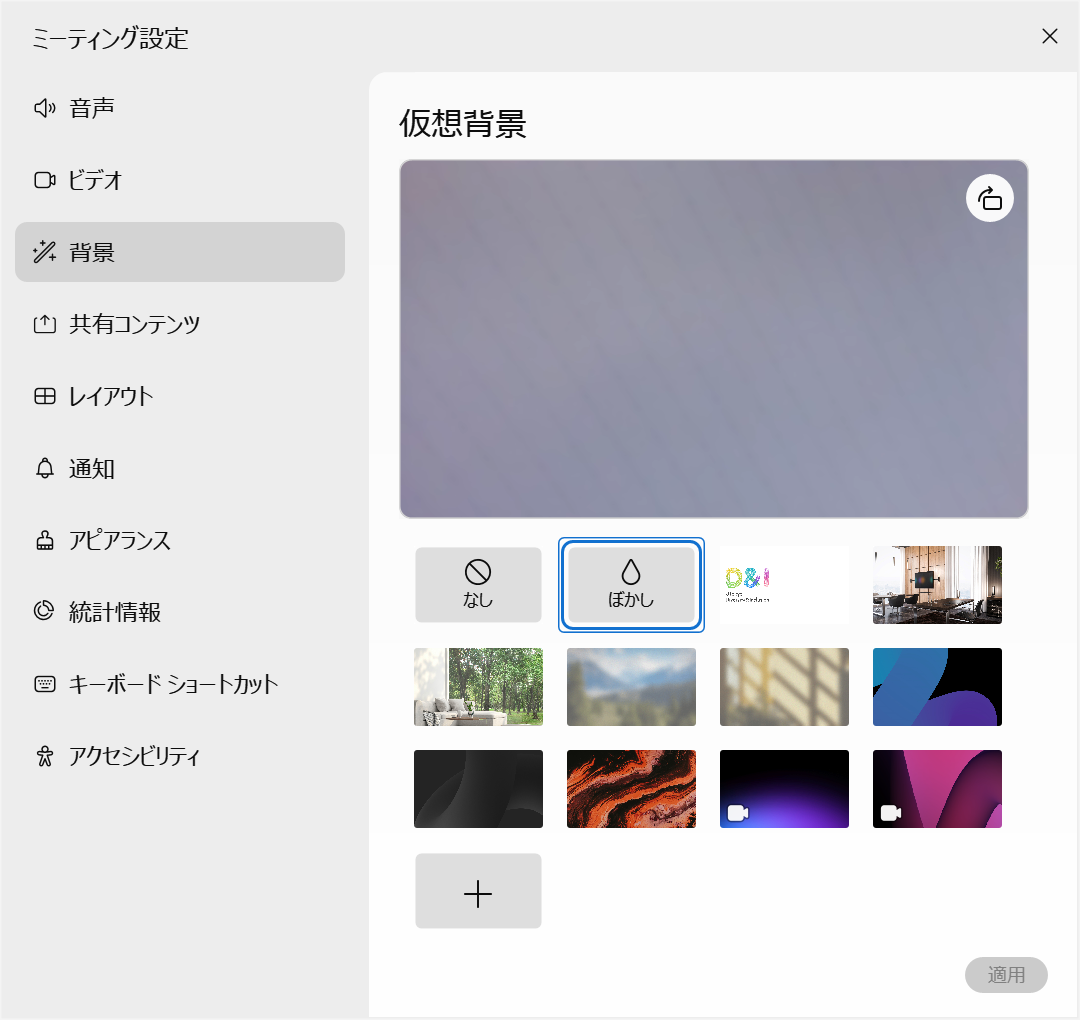 ミーティング設定
音声
ビデオ
背景
共有コンテンツ
レイアウト
通知
アピアランス
統計情報
キーボード ショートカット
アクセシビリティ
仮想背景
なし
ぼかし
D&I
適用